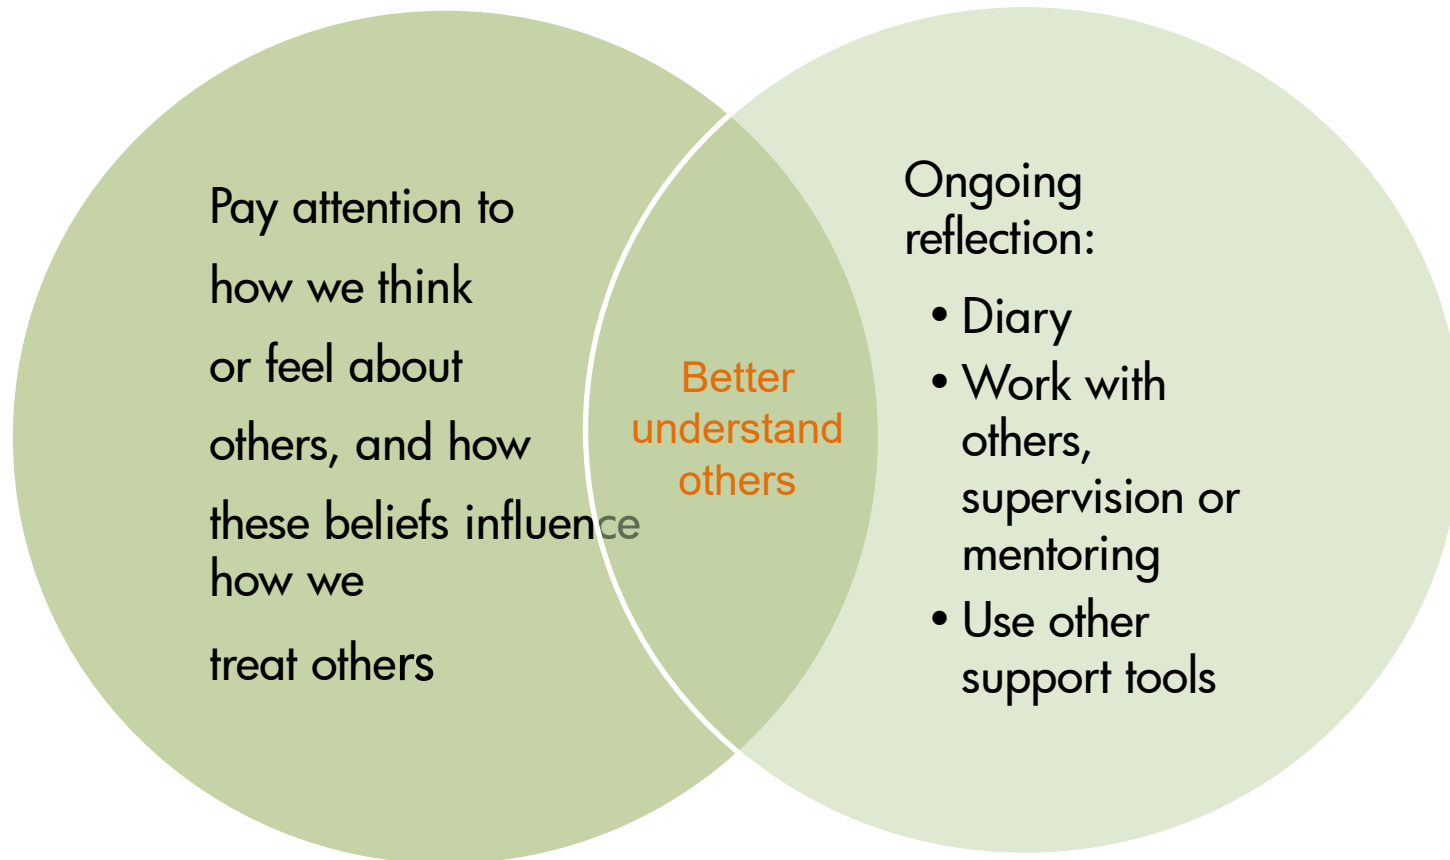 Pay attention to
how we think
or feel about
others, and how
these beliefs influence
how we
treat others
Better
understand
others
Ongoing
reflection:
• Diary
• Work with
others,
supervision or
mentoring
• Use other
support tools